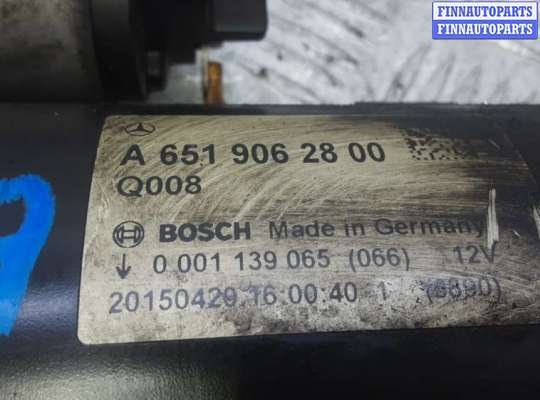 FINNAUTOPARTS
FINNAUTOPARTS
A 651 906 28 00
Q008
BOSCH Made in Germany
↓ 0 001 139 065 (066) 12V
20150429 16:00:40 1